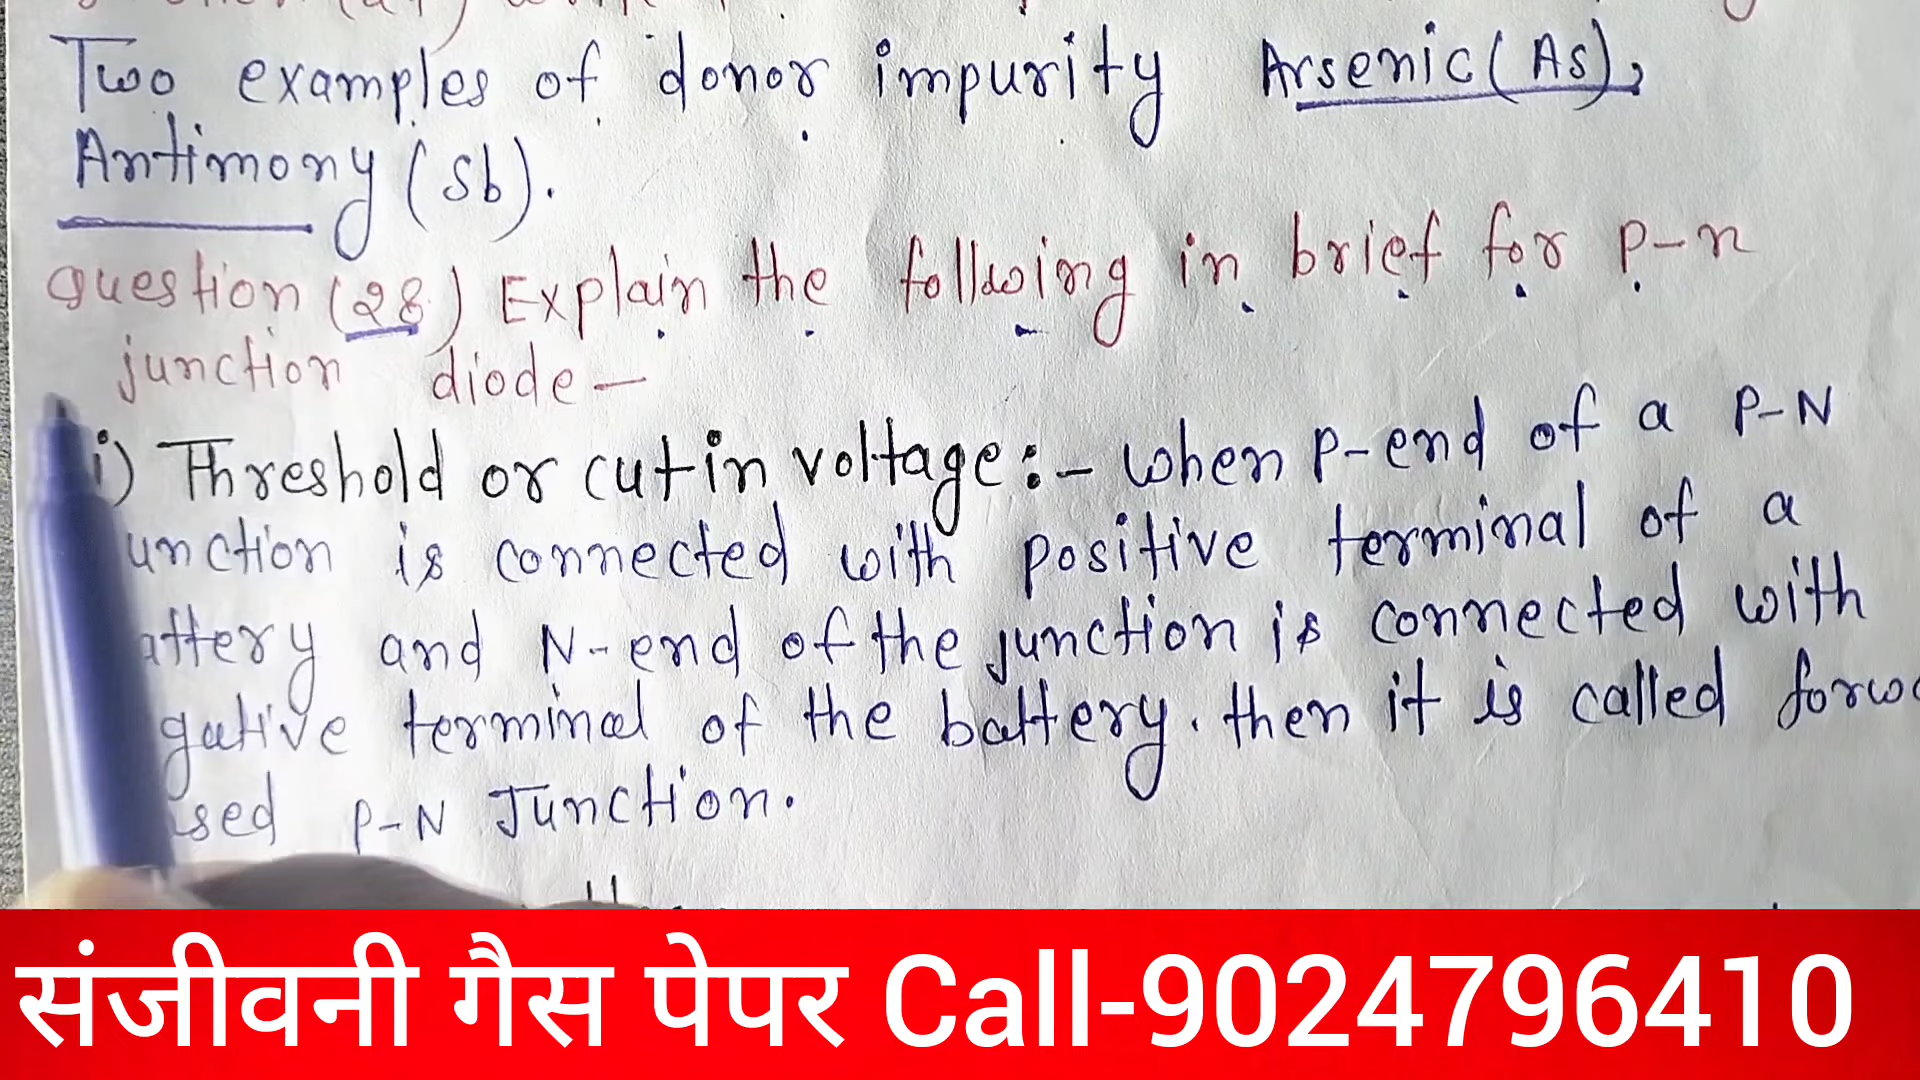 Two examples of donor impurity Arsenic(As),
Antimony(Sb).
question (28) Explain the following in brief for p-n
junction diode—
i) Threshold or cutin voltage:- when p-end of a P-N
unction is connected with positive terminal of a
attery and N-end of the junction is connected with
gative terminal of the battery. then it is called forwa
sed P-N Junction.
संजीवनी गैस पेपर Call-9024796410